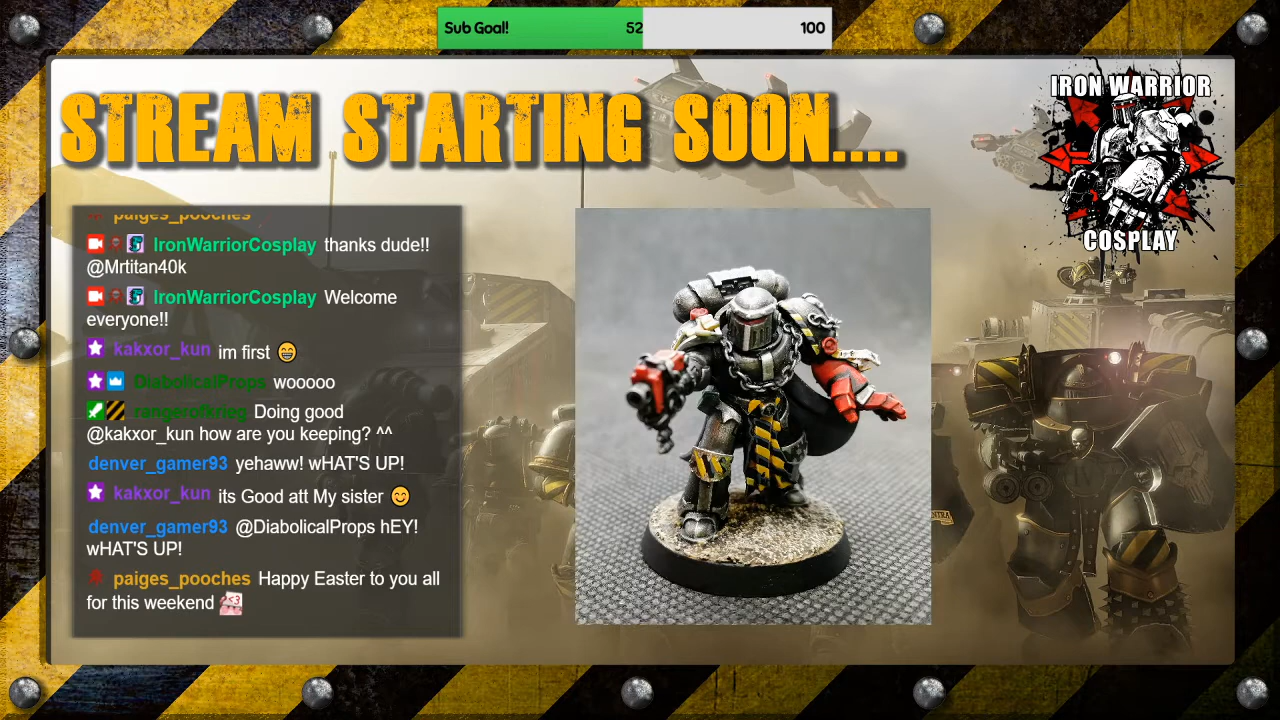 Sub Goal! 52 100
STREAM STARTING SOON....
IRON WARRIOR
COSPLAY
paiges_pooches
IronWarriorCosplay thanks dude!!
@Mrtitan40k
IronWarriorCosplay Welcome
everyone!!
kakxor_kun im first 😁
DiabolicalProps wooooo
rangerofkrieg Doing good
@kakxor_kun how are you keeping? ^^
denver_gamer93 yehaww! wHAT'S UP!
kakxor_kun its Good att My sister 😊
denver_gamer93 @DiabolicalProps hEY!
wHAT'S UP!
paiges_pooches Happy Easter to you all
for this weekend